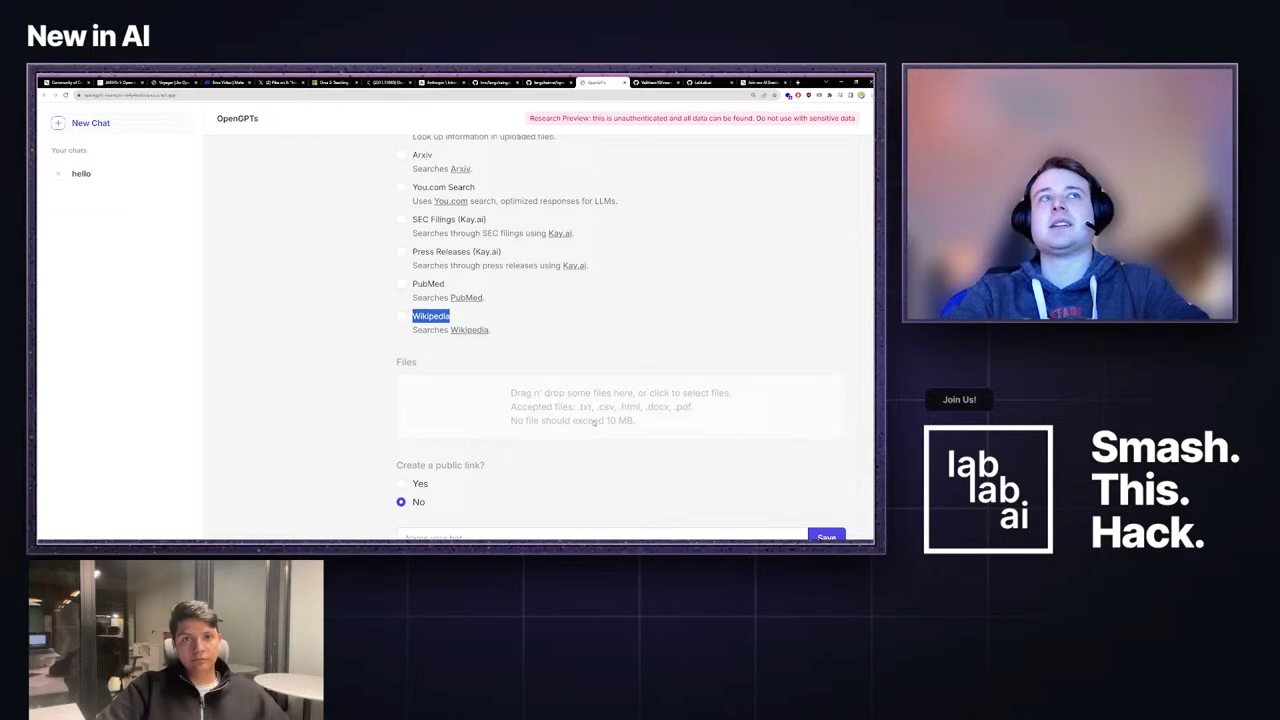 New in AI
New Chat
OpenGPTs
Research Preview: this is unauthenticated and all data can be found. Do not use with sensitive data
Your chats
hello
Look up information in uploaded files.
Arxiv
Searches Arxiv.
You.com Search
Uses You.com search, optimized responses for LLMs.
SEC Filings (Kay.ai)
Searches through SEC filings using Kay.ai.
Press Releases (Kay.ai)
Searches through press releases using Kay.ai.
PubMed
Searches PubMed.
Wikipedia
Searches Wikipedia.
Files
Drag n' drop some files here, or click to select files.
Accepted files: .txt, .csv, .html, .docx, .pdf.
No file should exceed 10 MB.
Create a public link?
Yes
No
Name your bot
Save
Join Us!
lab
lab.
ai
Smash.
This.
Hack.